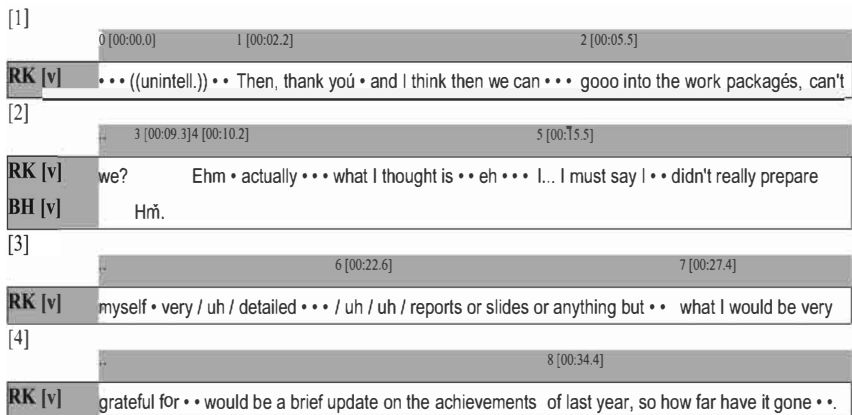 [1]
0 [00:00.0] 1 [00:02.2] 2 [00:05.5]
RK [v] • • • ((unintell.)) • • Then, thank yoú • and I think then we can • • • gooo into the work packagés, can't
[2]
.. 3 [00:09.3]4 [00:10.2] 5 [00:15.5]
RK [v] we? Ehm • actually • • • what I thought is • • eh • • • I... I must say I • • didn't really prepare
BH [v] Hm̌.
[3]
.. 6 [00:22.6] 7 [00:27.4]
RK [v] myself • very / uh / detailed • • • / uh / uh / reports or slides or anything but • • what I would be very
[4]
.. 8 [00:34.4]
RK [v] grateful for • • would be a brief update on the achievements of last year, so how far have it gone • •.